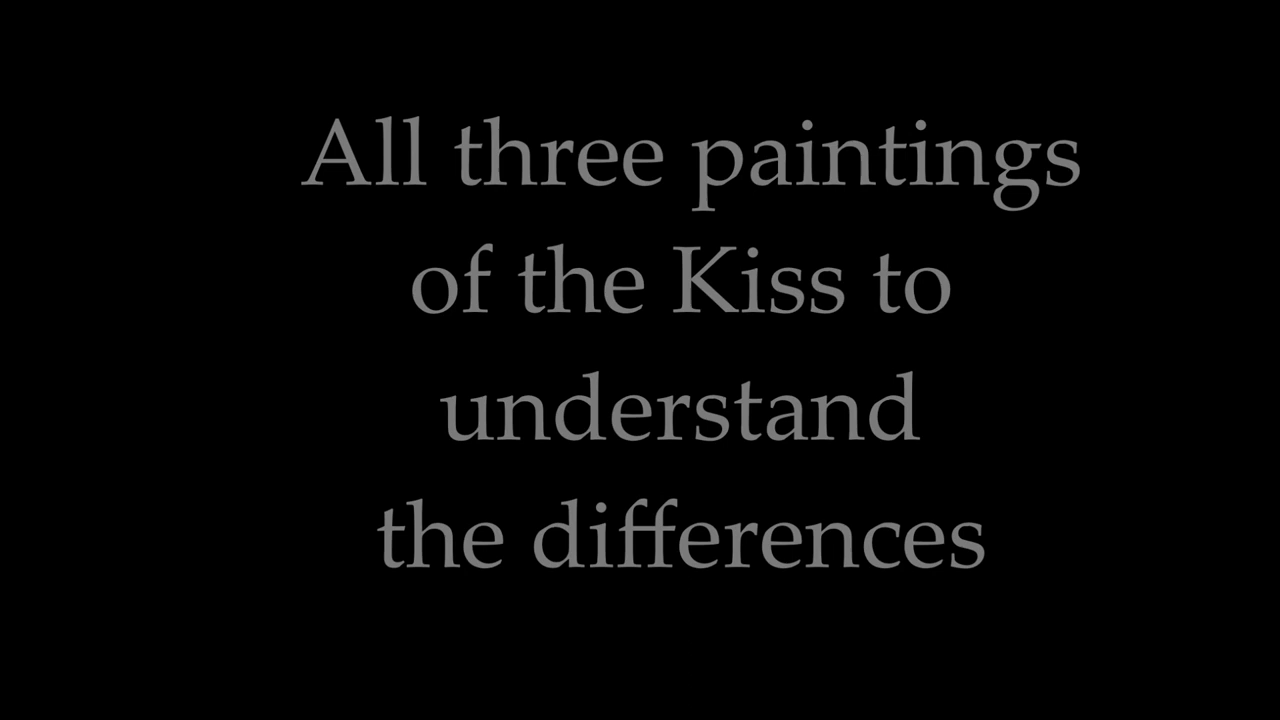 All three paintings
of the Kiss to
understand
the differences